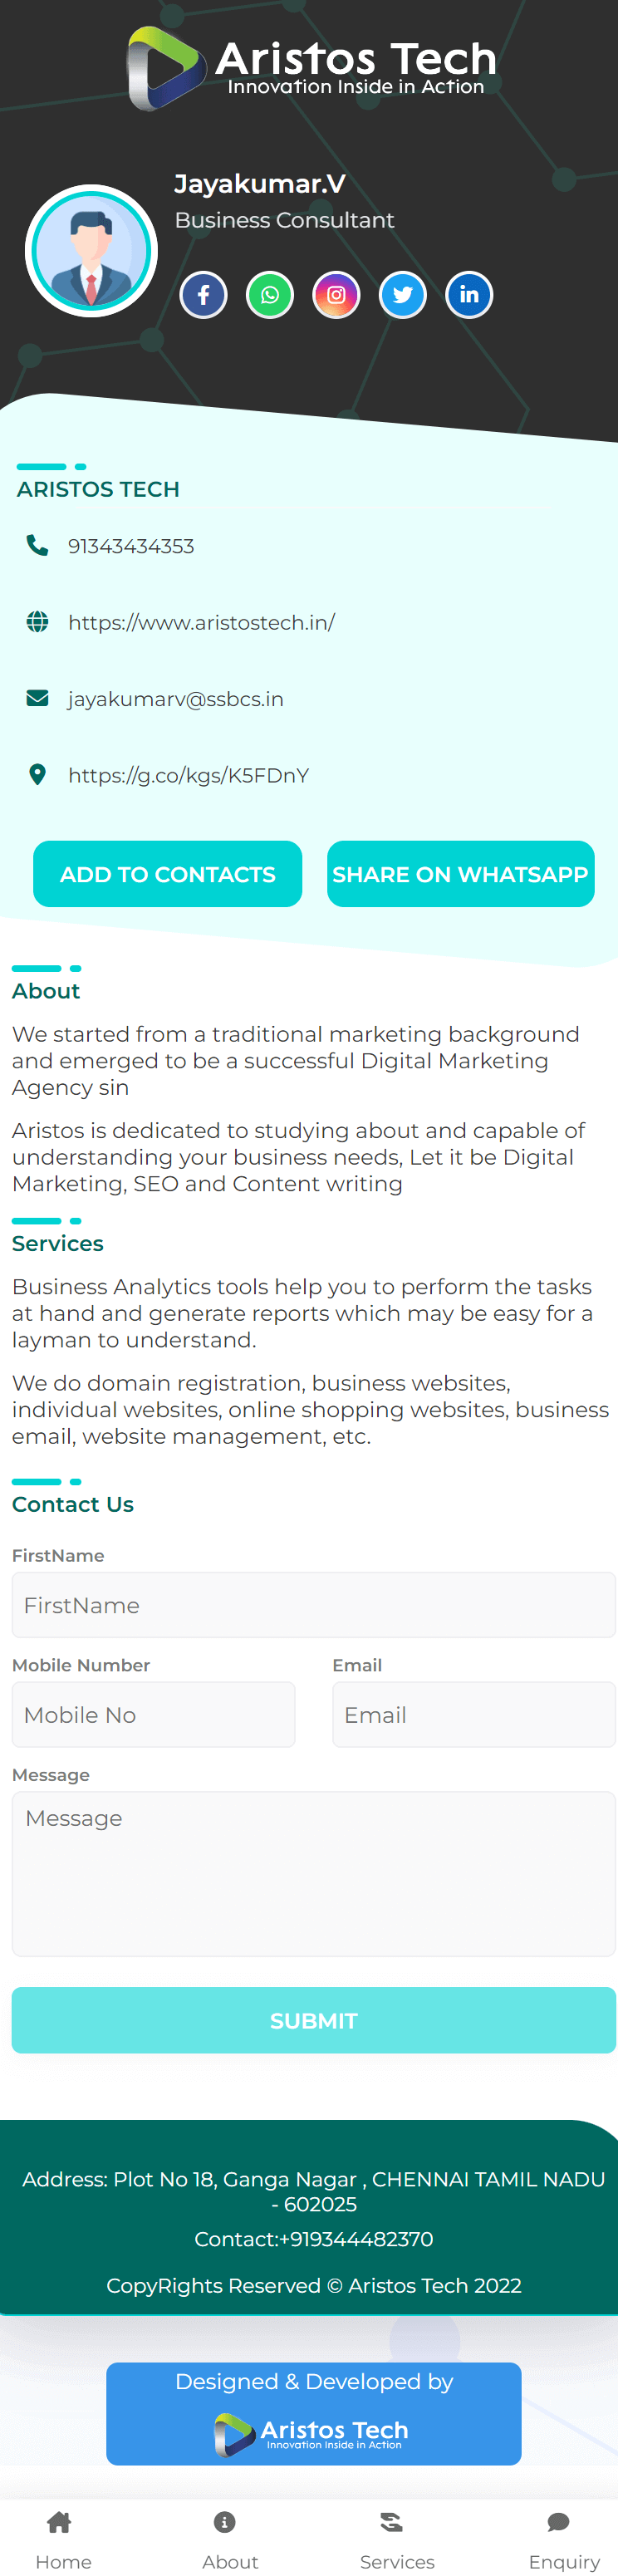 Aristos Tech
Innovation Inside in Action
Jayakumar.V
Business Consultant
ARISTOS TECH
91343434353
https://www.aristostech.in/
jayakumarv@ssbcs.in
https://g.co/kgs/K5FDnY
ADD TO CONTACTS
SHARE ON WHATSAPP
About
We started from a traditional marketing background
and emerged to be a successful Digital Marketing
Agency sin
Aristos is dedicated to studying about and capable of
understanding your business needs, Let it be Digital
Marketing, SEO and Content writing
Services
Business Analytics tools help you to perform the tasks
at hand and generate reports which may be easy for a
layman to understand.
We do domain registration, business websites,
individual websites, online shopping websites, business
email, website management, etc.
Contact Us
FirstName
FirstName
Mobile Number
Email
Mobile No
Email
Message
Message
SUBMIT
Address: Plot No 18, Ganga Nagar , CHENNAI TAMIL NADU
- 602025
Contact:+919344482370
CopyRights Reserved © Aristos Tech 2022
Designed & Developed by
Aristos Tech
Innovation Inside in Action
Home
About
Services
Enquiry